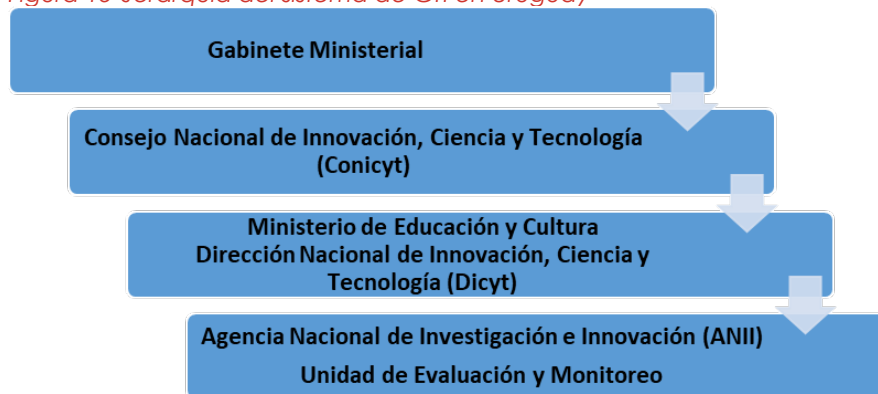 Gabinete Ministerial
Consejo Nacional de Innovación, Ciencia y Tecnología
(Conicyt)
Ministerio de Educación y Cultura
Dirección Nacional de Innovación, Ciencia y
Tecnología (Dicyt)
Agencia Nacional de Investigación e Innovación (ANII)
Unidad de Evaluación y Monitoreo